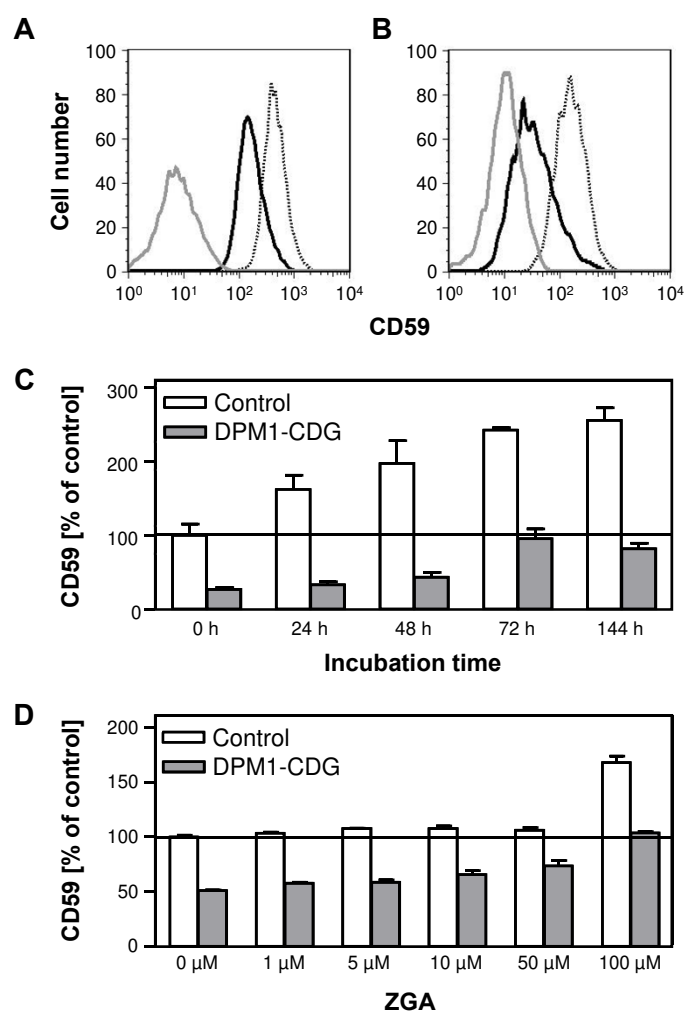 A
B
Cell number
100
80
60
40
20
0
10⁰ 10¹ 10² 10³ 10⁴
100
80
60
40
20
0
10⁰ 10¹ 10² 10³ 10⁴
CD59
C
CD59 [% of control]
300
200
100
0
Control
DPM1-CDG
0 h 24 h 48 h 72 h 144 h
Incubation time
D
CD59 [% of control]
200
150
100
50
0
Control
DPM1-CDG
0 µM 1 µM 5 µM 10 µM 50 µM 100 µM
ZGA